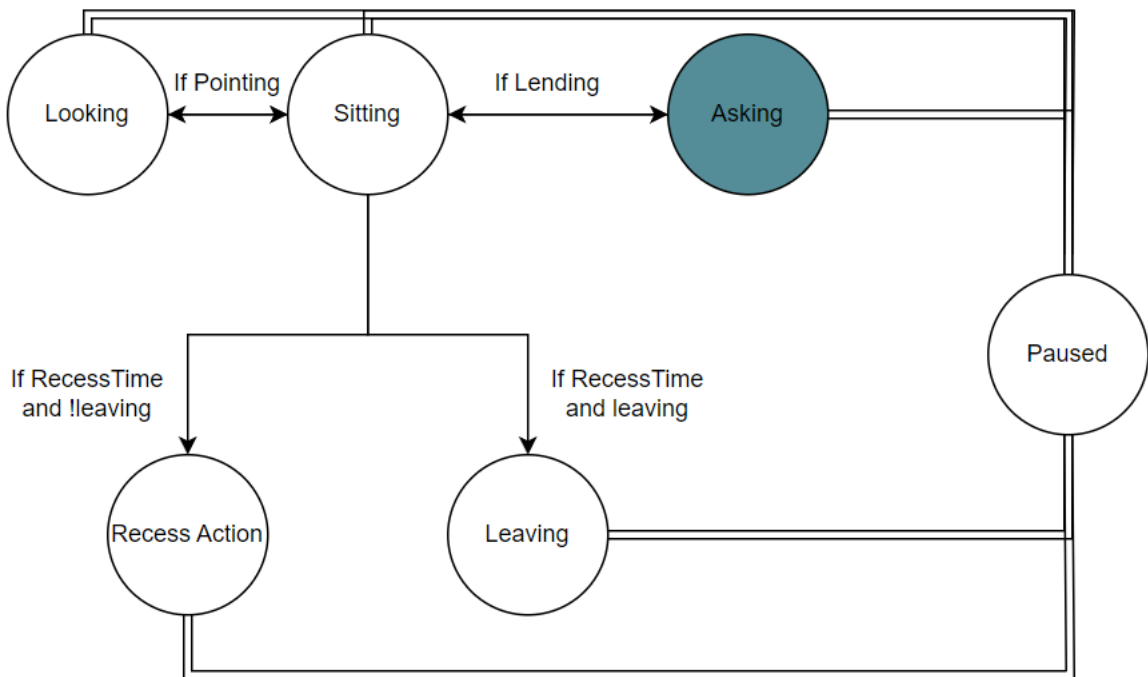 If Pointing
If Lending
Looking
Sitting
Asking
Paused
If RecessTime
and !leaving
If RecessTime
and leaving
Recess Action
Leaving